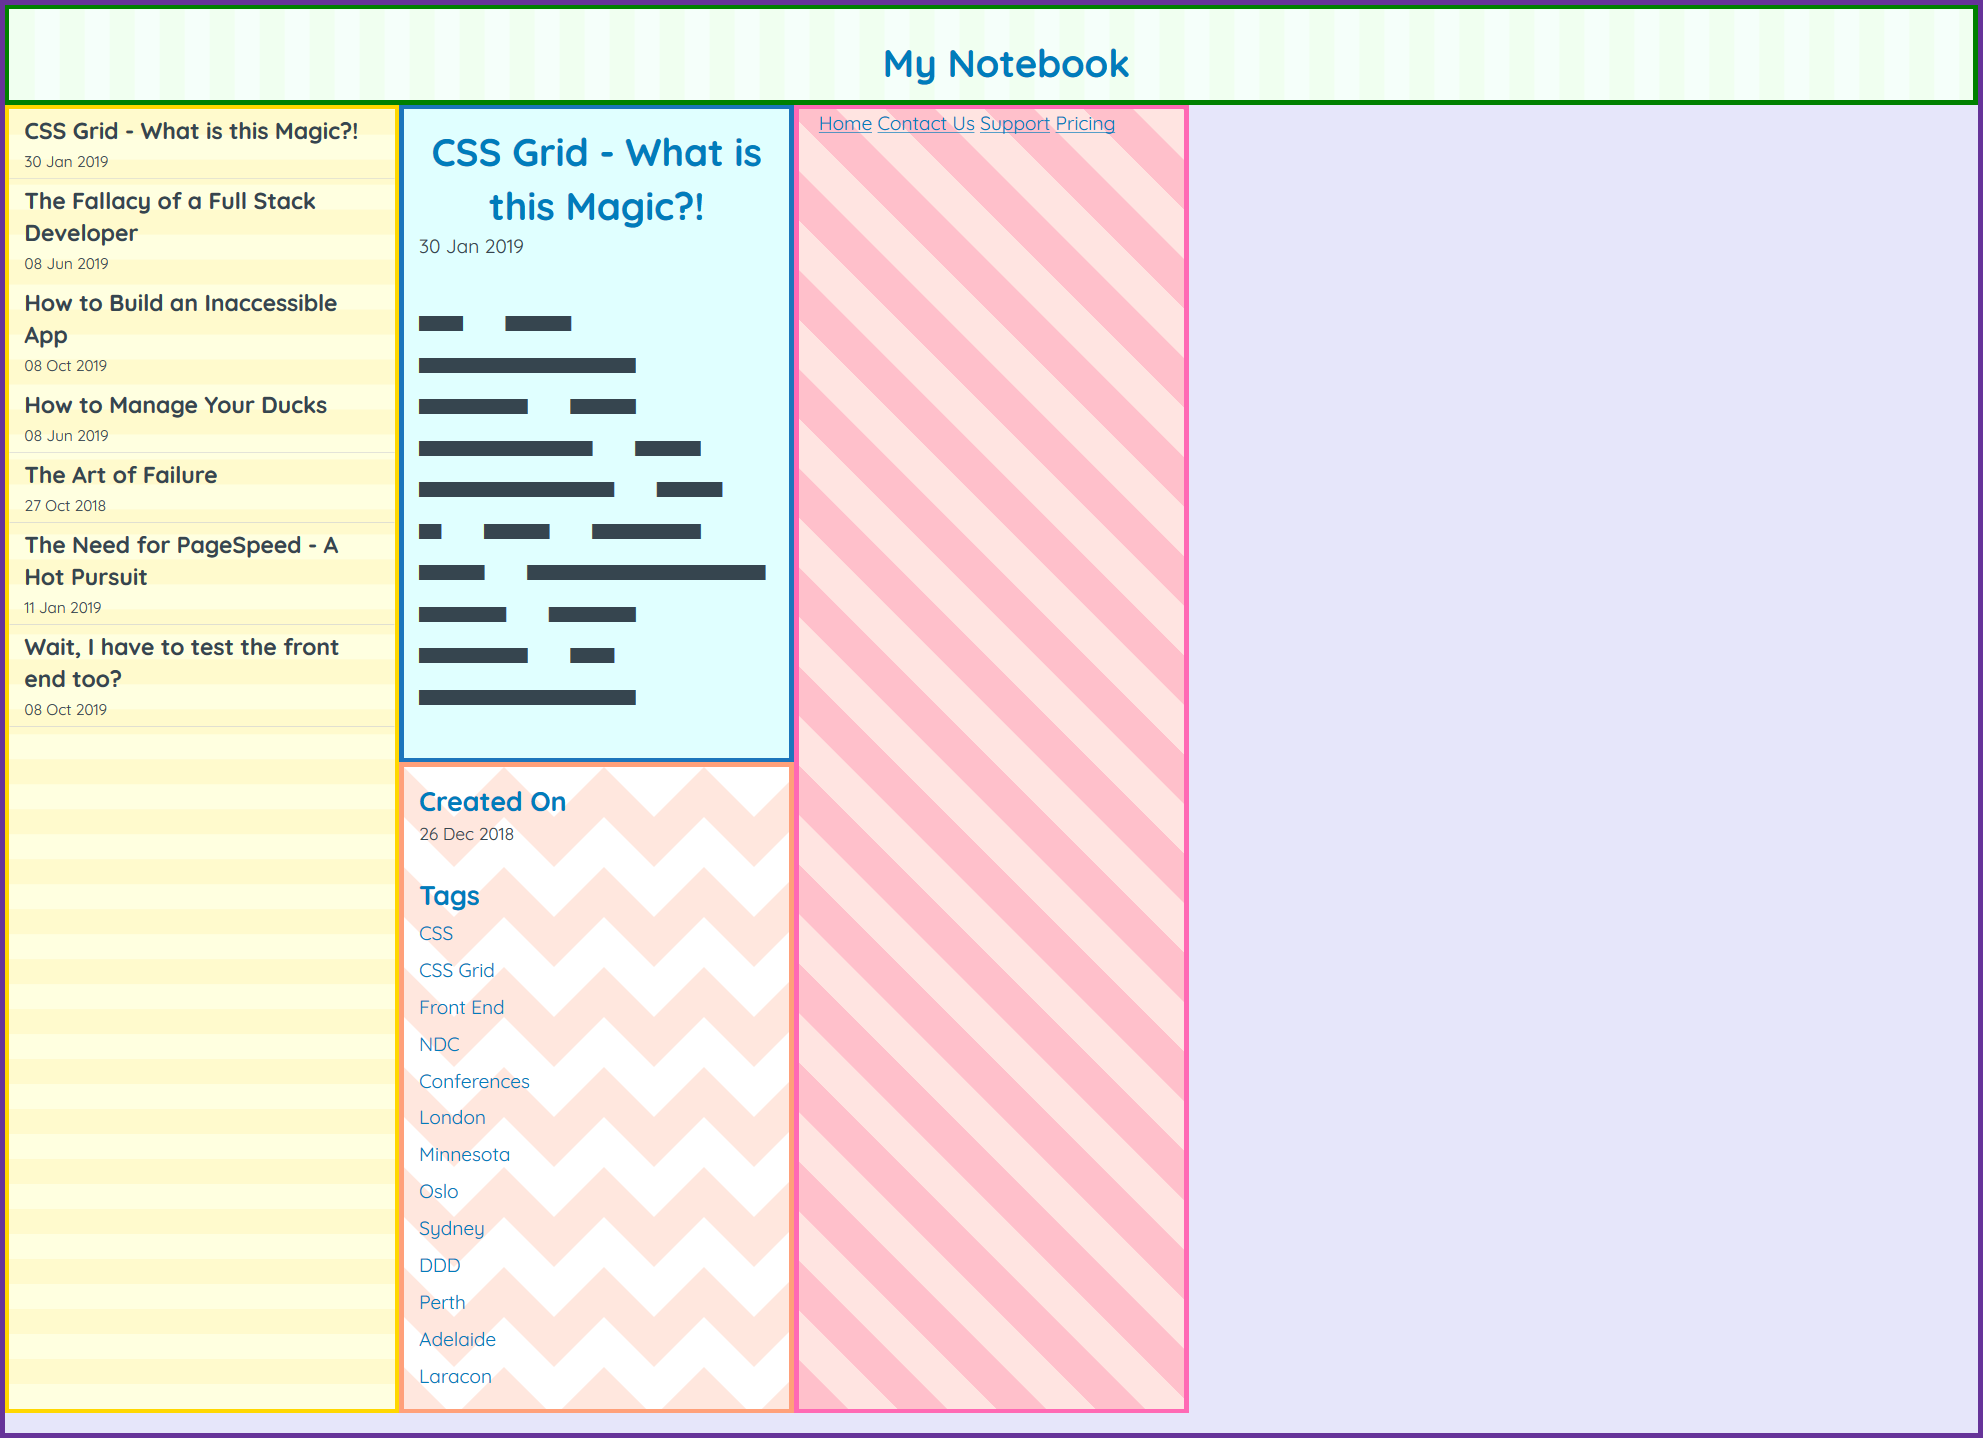 My Notebook
CSS Grid - What is this Magic?!
30 Jan 2019
The Fallacy of a Full Stack
Developer
08 Jun 2019
How to Build an Inaccessible
App
08 Oct 2019
How to Manage Your Ducks
08 Jun 2019
The Art of Failure
27 Oct 2018
The Need for PageSpeed - A
Hot Pursuit
11 Jan 2019
Wait, I have to test the front
end too?
08 Oct 2019
CSS Grid - What is
this Magic?!
30 Jan 2019
Created On
26 Dec 2018
Tags
CSS
CSS Grid
Front End
NDC
Conferences
London
Minnesota
Oslo
Sydney
DDD
Perth
Adelaide
Laracon
Home Contact Us Support Pricing